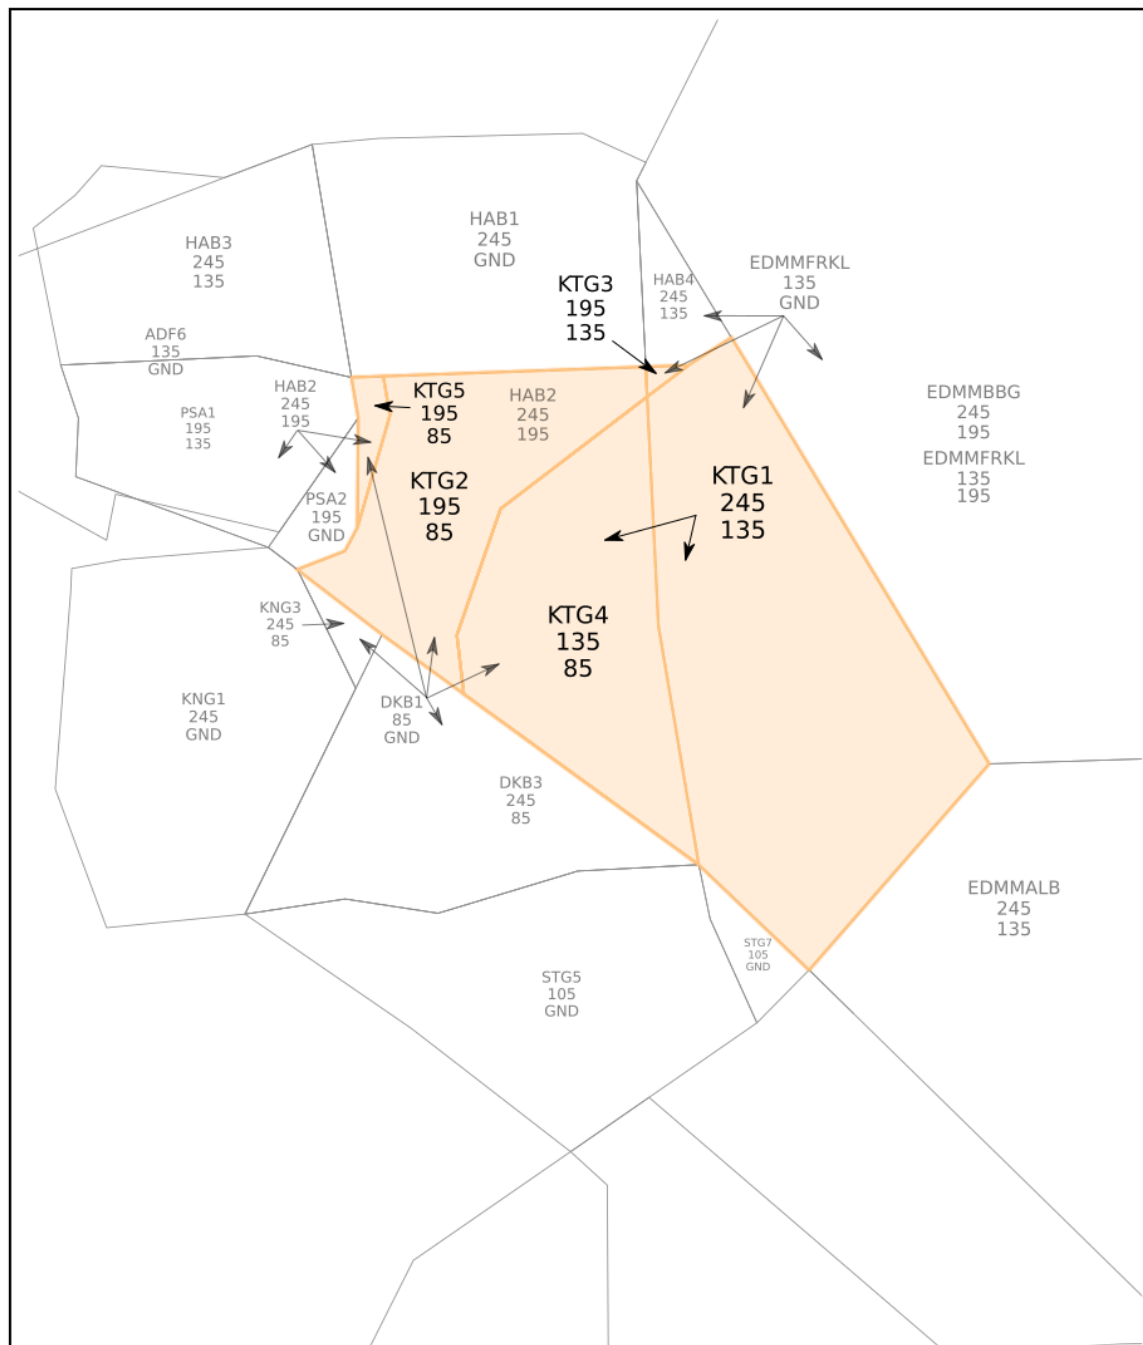 HAB1
245
GND
HAB3
245
135
EDMMFRKL
135
GND
HAB4
245
135
KTG3
195
135
ADF6
135
GND
HAB2
245
195
KTG5
195
85
HAB2
245
195
PSA1
195
135
EDMMBBG
245
195
EDMMFRKL
135
195
KTG2
195
85
KTG1
245
135
PSA2
195
GND
KNG3
245
85
KTG4
135
85
KNG1
245
GND
DKB1
85
GND
DKB3
245
85
EDMMALB
245
135
STG7
105
GND
STG5
105
GND